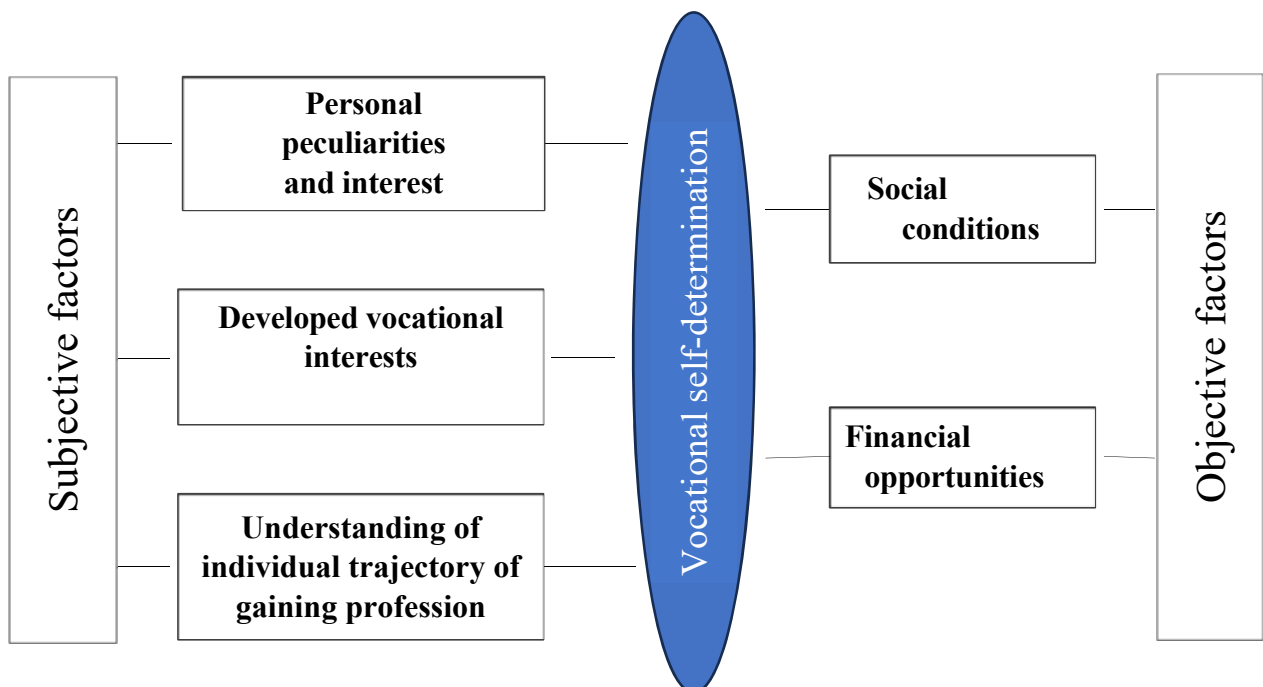 Subjective factors
Personal
peculiarities
and interest
Developed vocational
interests
Understanding of
individual trajectory of
gaining profession
Vocational self-determination
Social
conditions
Financial
opportunities
Objective factors